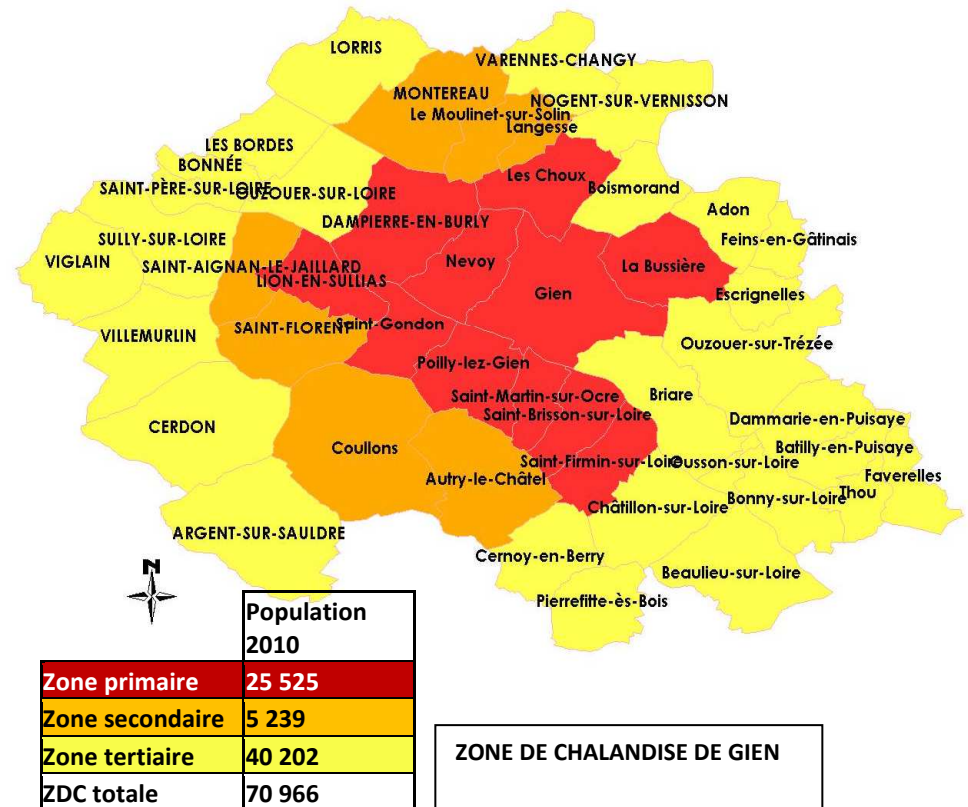 LORRIS
VARENNES-CHANGY
MONTEREAU
NOGENT-SUR-VERNISSON
Le Moulinet-sur-Solin
Langesse
LES BORDES
BONNÉE
Les Choux
SAINT-PÈRE-SUR-LOIRE
OUZOUER-SUR-LOIRE
Boismorand
DAMPIERRE-EN-BURLY
Adon
SULLY-SUR-LOIRE
Feins-en-Gâtinais
VIGLAIN
SAINT-AIGNAN-LE-JAILLARD
Nevoy
La Bussière
LION-EN-SULLIAS
Gien
Escrignelles
VILLEMURLIN
SAINT-FLORENT
Saint-Gondon
Ouzouer-sur-Trézée
Poilly-lez-Gien
Briare
Saint-Martin-sur-Ocre
CERDON
Saint-Brisson-sur-Loire
Dammarie-en-Puisaye
Coullons
Batilly-en-Puisaye
Saint-Firmin-sur-Loire
Ousson-sur-Loire
Autry-le-Châtel
Faverelles
Thou
Bonny-sur-Loire
Châtillon-sur-Loire
ARGENT-SUR-SAULDRE
Cernoy-en-Berry
Beaulieu-sur-Loire
N
Pierrefitte-ès-Bois
Population
2010
Zone primaire 25 525
Zone secondaire 5 239
Zone tertiaire 40 202
ZDC totale 70 966
ZONE DE CHALANDISE DE GIEN